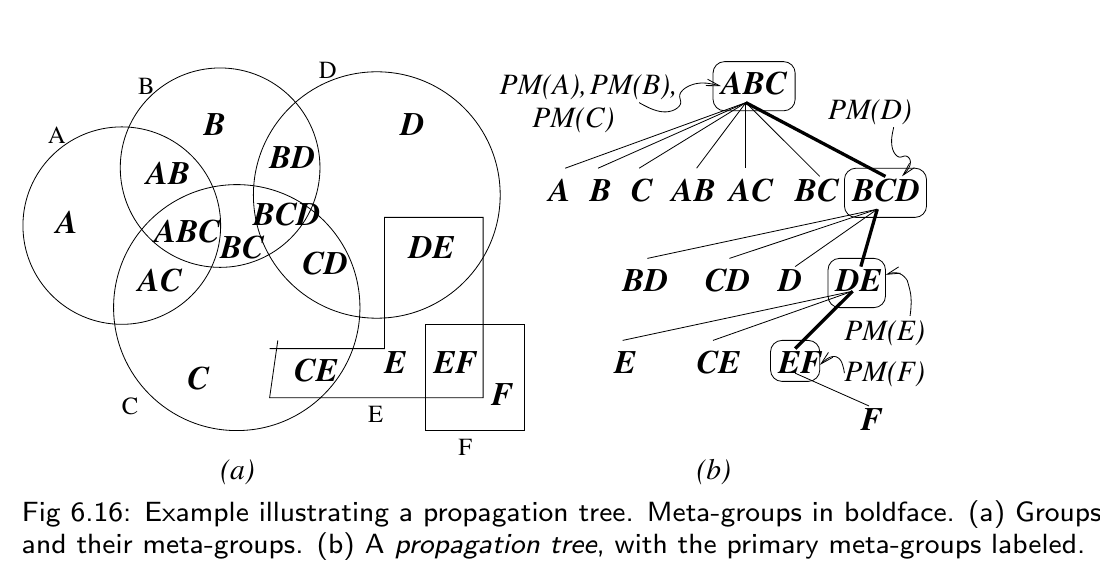 A
B
D
C
E
F
A
B
D
AB
BD
ABC
BC
BCD
AC
CD
DE
C
CE
E
EF
F
(a)
PM(A), PM(B),
PM(C)
ABC
PM(D)
A B C AB AC BC BCD
BD CD D DE
PM(E)
E CE EF PM(F)
F
(b)
Fig 6.16: Example illustrating a propagation tree. Meta-groups in boldface. (a) Groups
and their meta-groups. (b) A propagation tree, with the primary meta-groups labeled.